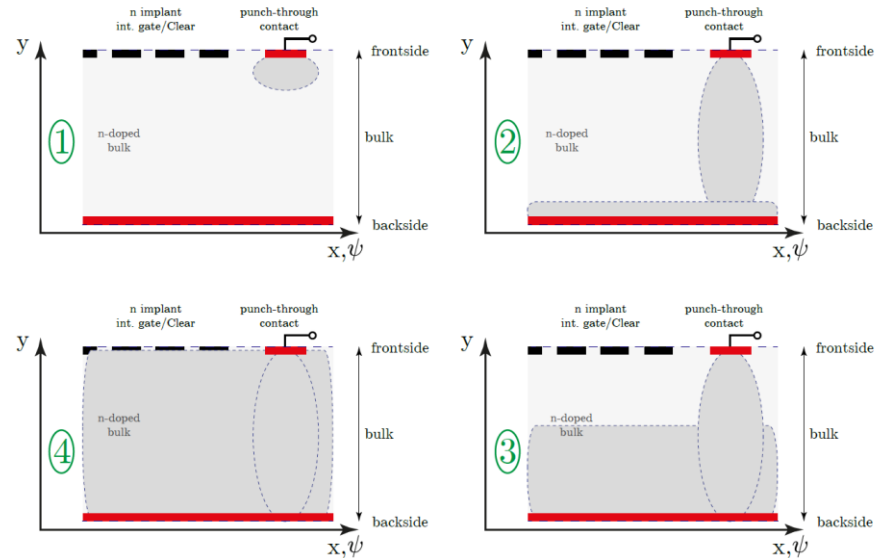 n implant
int. gate/Clear
punch-through
contact
y
frontside
1
n-doped
bulk
bulk
backside
x,ψ
n implant
int. gate/Clear
punch-through
contact
y
frontside
2
n-doped
bulk
bulk
backside
x,ψ
n implant
int. gate/Clear
punch-through
contact
y
frontside
4
n-doped
bulk
bulk
backside
x,ψ
n implant
int. gate/Clear
punch-through
contact
y
frontside
3
n-doped
bulk
bulk
backside
x,ψ